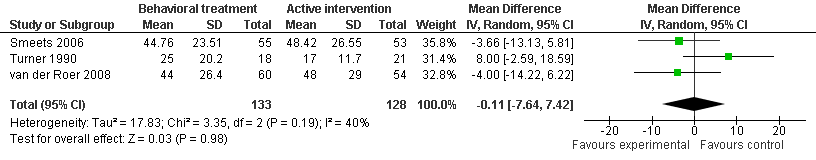 Behavioral treatment Active intervention Mean Difference Mean Difference
Study or Subgroup Mean SD Total Mean SD Total Weight IV, Random, 95% CI IV, Random, 95% CI
Smeets 2006 44.76 23.51 55 48.42 26.55 53 35.8% -3.66 [-13.13, 5.81]
Turner 1990 25 20.2 18 17 11.7 21 31.4% 8.00 [-2.59, 18.59]
van der Roer 2008 44 26.4 60 48 29 54 32.8% -4.00 [-14.22, 6.22]
Total (95% CI) 133 128 100.0% -0.11 [-7.64, 7.42]
Heterogeneity: Tau² = 17.83; Chi² = 3.35, df = 2 (P = 0.19); I² = 40%
Test for overall effect: Z = 0.03 (P = 0.98)
-20 -10 0 10 20
Favours experimental Favours control